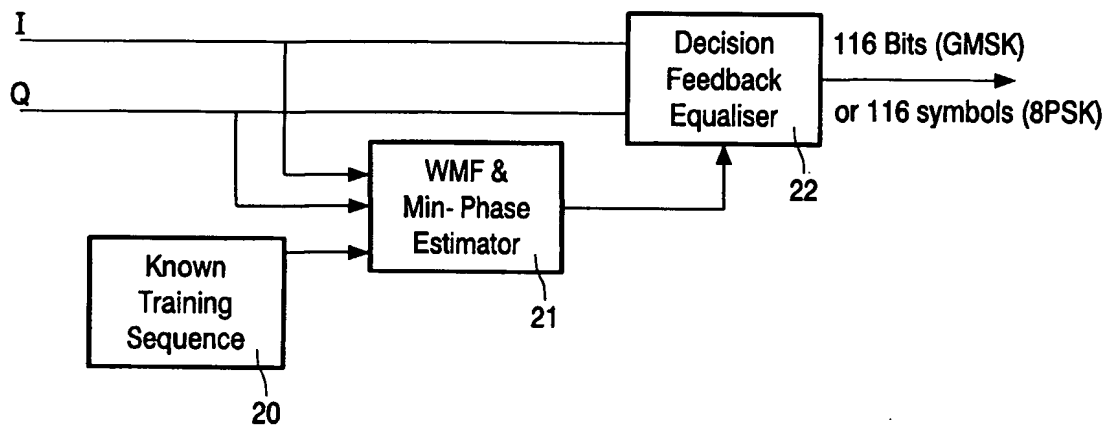 I
Q
Decision
Feedback
Equaliser
22
116 Bits (GMSK)
or 116 symbols (8PSK)
WMF &
Min- Phase
Estimator
21
Known
Training
Sequence
20